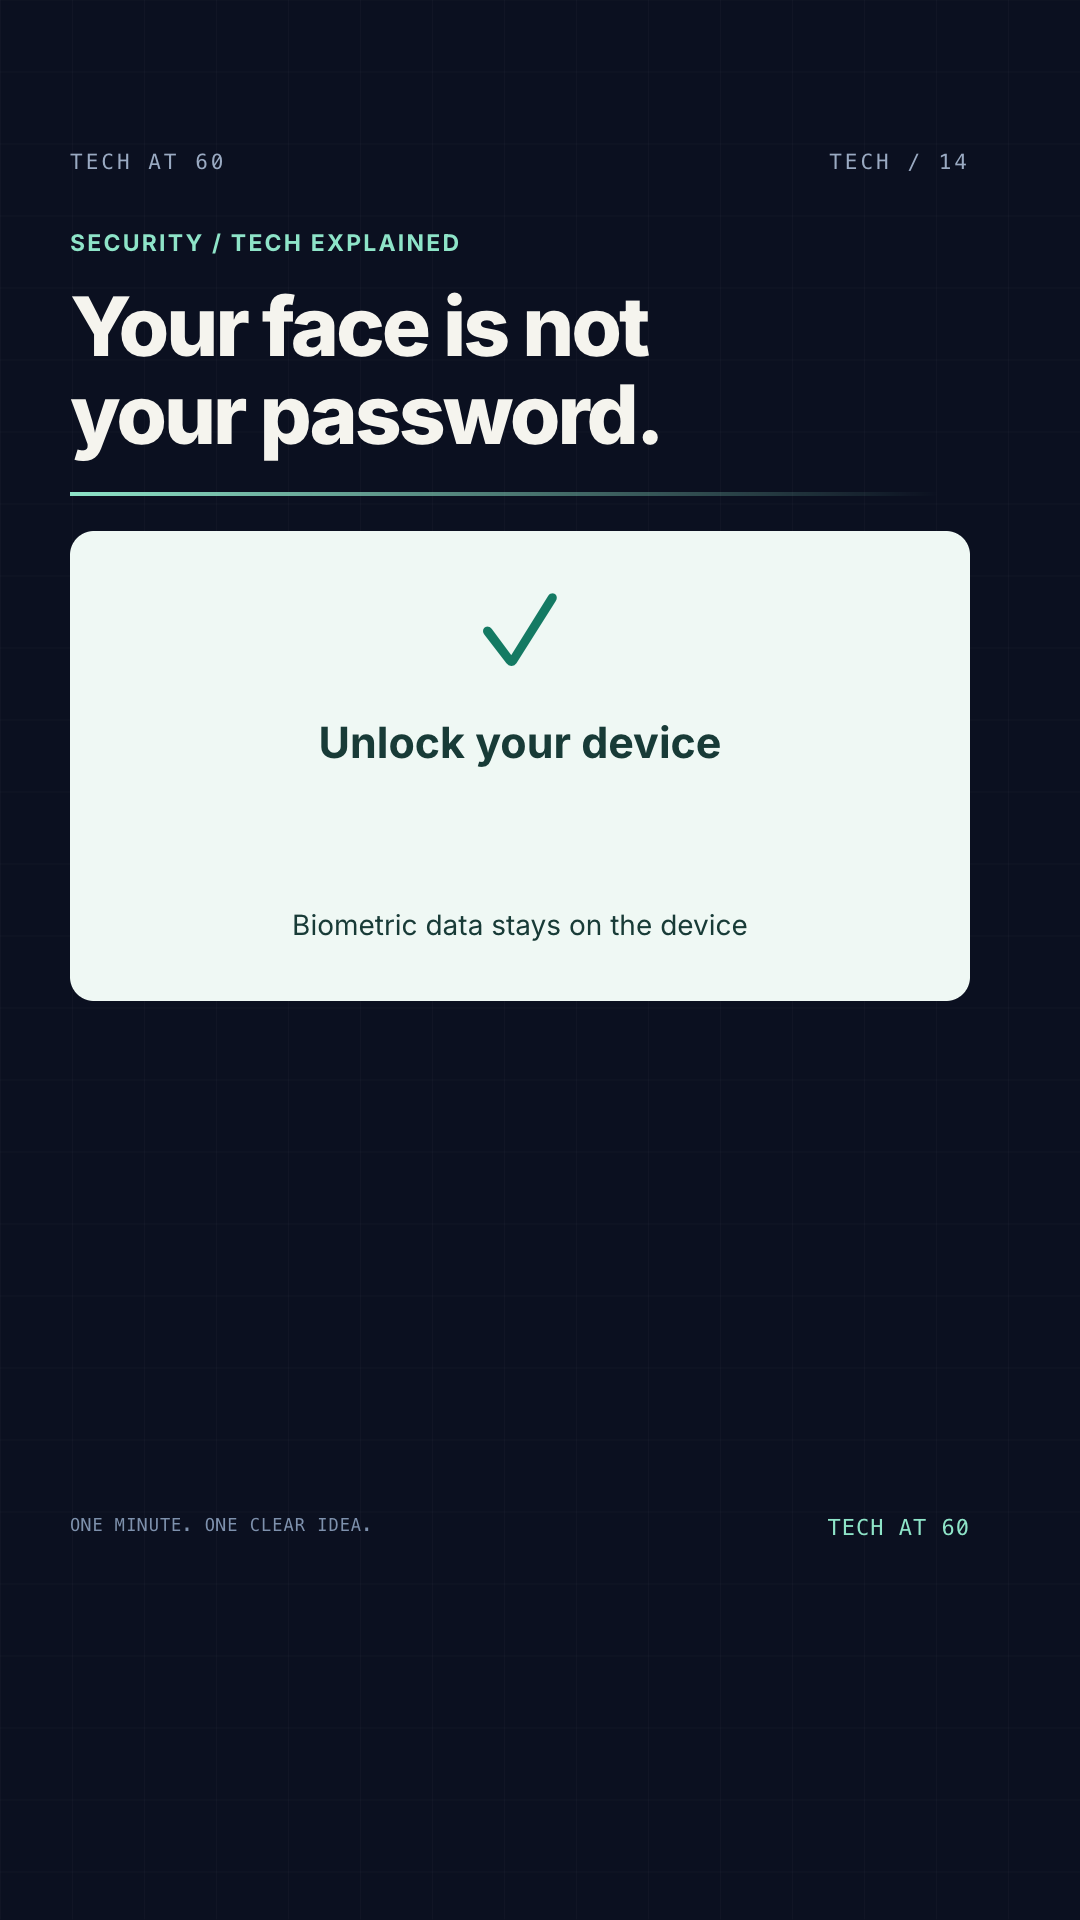 TECH AT 60
TECH / 14
SECURITY / TECH EXPLAINED
Your face is not
your password.
Unlock your device
Biometric data stays on the device
ONE MINUTE. ONE CLEAR IDEA.
TECH AT 60